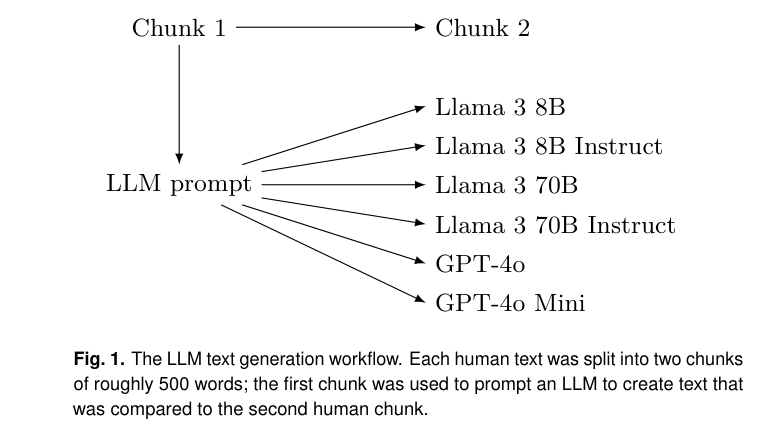 Chunk 1
Chunk 2
Llama 3 8B
Llama 3 8B Instruct
LLM prompt
Llama 3 70B
Llama 3 70B Instruct
GPT-4o
GPT-4o Mini
Fig. 1. The LLM text generation workflow. Each human text was split into two chunks
of roughly 500 words; the first chunk was used to prompt an LLM to create text that
was compared to the second human chunk.